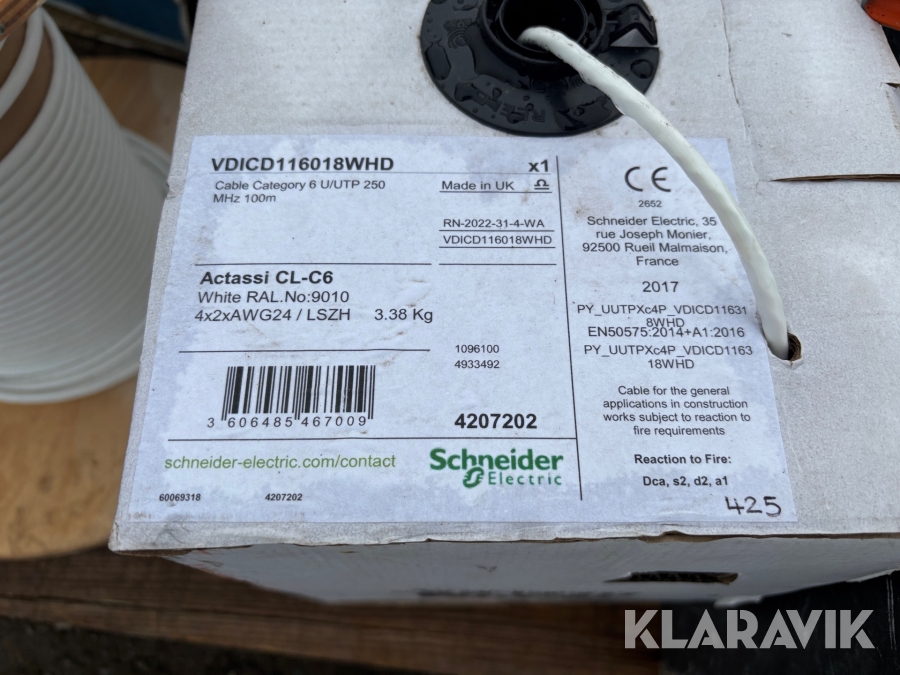 VDICD116018WHD
x1
Cable Category 6 U/UTP 250
MHz 100m
Made in UK
RN-2022-31-4-WA
VDICD116018WHD
Actassi CL-C6
White RAL.No:9010
4x2xAWG24 / LSZH 3.38 Kg
1096100
4933492
3 606485 467009
4207202
schneider-electric.com/contact
Schneider
Electric
60069318 4207202
CE
2652
Schneider Electric, 35
rue Joseph Monier,
92500 Rueil Malmaison,
France
2017
PY_UUTPXc4P_VDICD11631
8WHD
EN50575:2014+A1:2016
PY_UUTPXc4P_VDICD1163
18WHD
Cable for the general
applications in construction
works subject to reaction to
fire requirements
Reaction to Fire:
Dca, s2, d2, a1
425
KLARAVIK